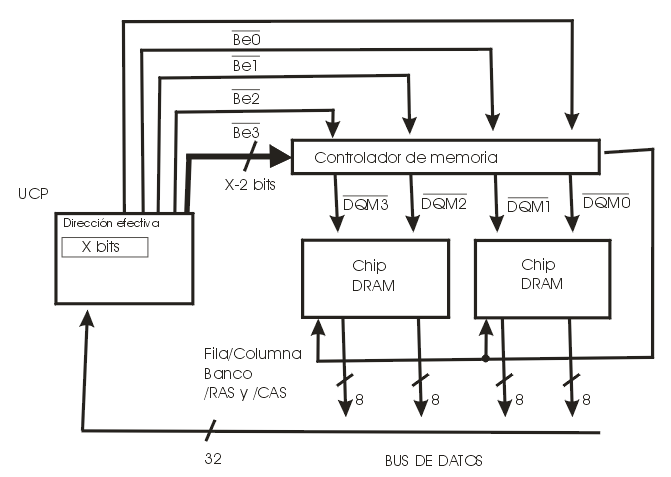 Be0
Be1
Be2
Be3
Controlador de memoria
X-2 bits
UCP
DQM3
DQM2
DQM1
DQM0
Dirección efectiva
X bits
Chip
DRAM
Chip
DRAM
Fila/Columna
Banco
/RAS y /CAS
8
8
8
8
32
BUS DE DATOS